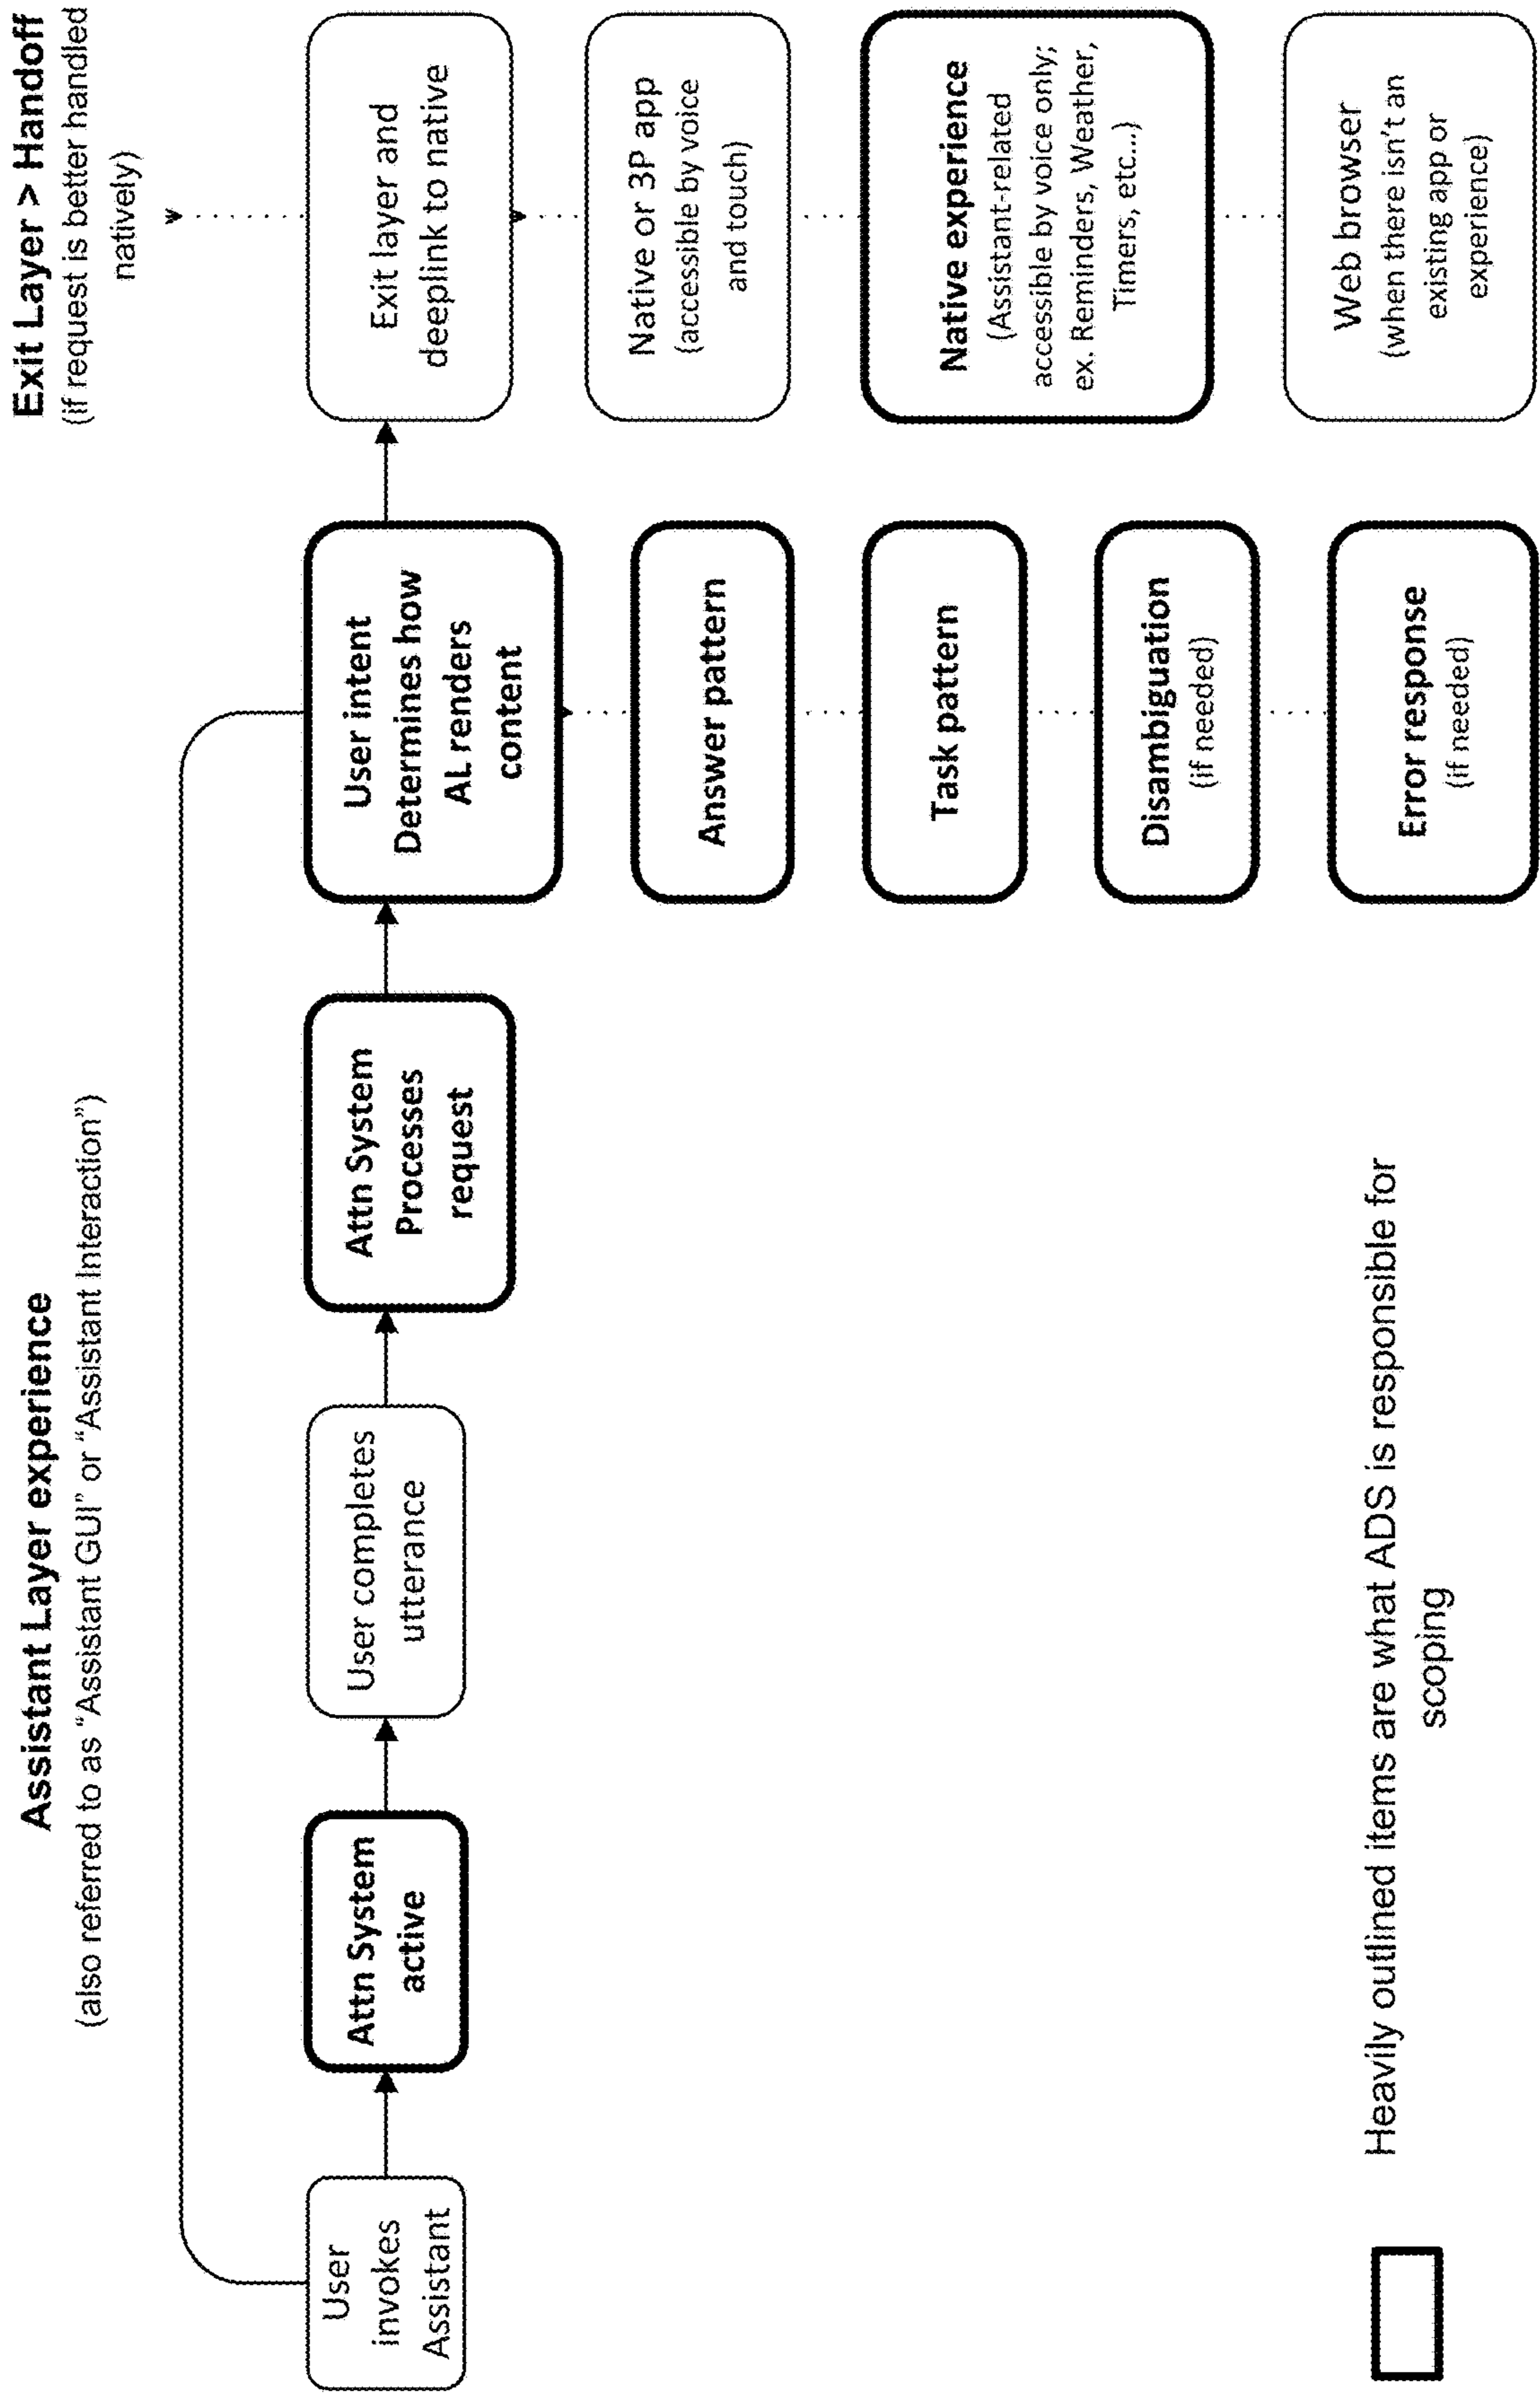 Assistant Layer experience
(also referred to as “Assistant GUI” or “Assistant Interaction”)
Exit Layer > Handoff
(if request is better handled
natively)
User
invokes
Assistant
Attn System
active
User completes
utterance
Attn System
Processes
request
User intent
Determines how
AL renders
content
Exit layer and
deeplink to native
Answer pattern
Task pattern
Disambiguation
(if needed)
Error response
(if needed)
Native or 3P app
(accessible by voice
and touch)
Native experience
(Assistant-related
accessible by voice only;
ex. Reminders, Weather,
Timers, etc...)
Web browser
(when there isn’t an
existing app or
experience)
Heavily outlined items are what ADS is responsible for
scoping